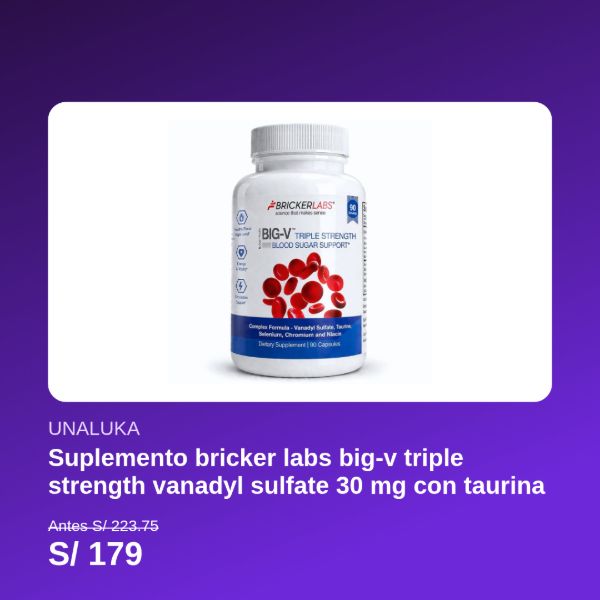 BRICKERLABS
science that makes sense
90
BIG-V™ TRIPLE STRENGTH
BLOOD SUGAR SUPPORT*
Complex Formula - Vanadyl Sulfate, Taurine,
Selenium, Chromium and Niacin
Dietary Supplement | 90 Capsules
UNALUKA
Suplemento bricker labs big-v triple
strength vanadyl sulfate 30 mg con taurina
Antes S/ 223.75
S/ 179